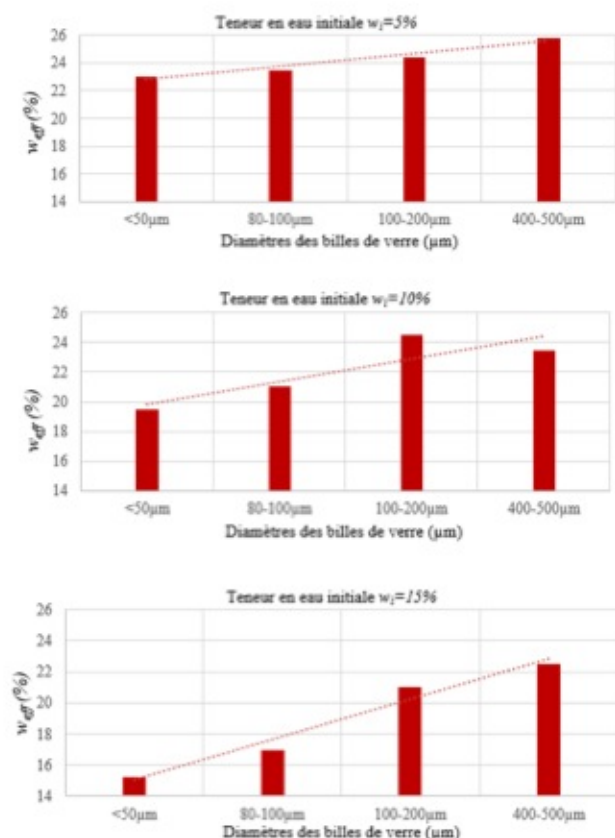 Teneur en eau initiale wᵢ=5%
26
24
22
20
18
16
14
w_eff (%)
<50µm 80-100µm 100-200µm 400-500µm
Diamètres des billes de verre (µm)
Teneur en eau initiale wᵢ=10%
26
24
22
20
18
16
14
w_eff (%)
<50µm 80-100µm 100-200µm 400-500µm
Diamètres des billes de verre (µm)
Teneur en eau initiale wᵢ=15%
26
24
22
20
18
16
14
w_eff (%)
<50µm 80-100µm 100-200µm 400-500µm
Diamètres des billes de verre (µm)